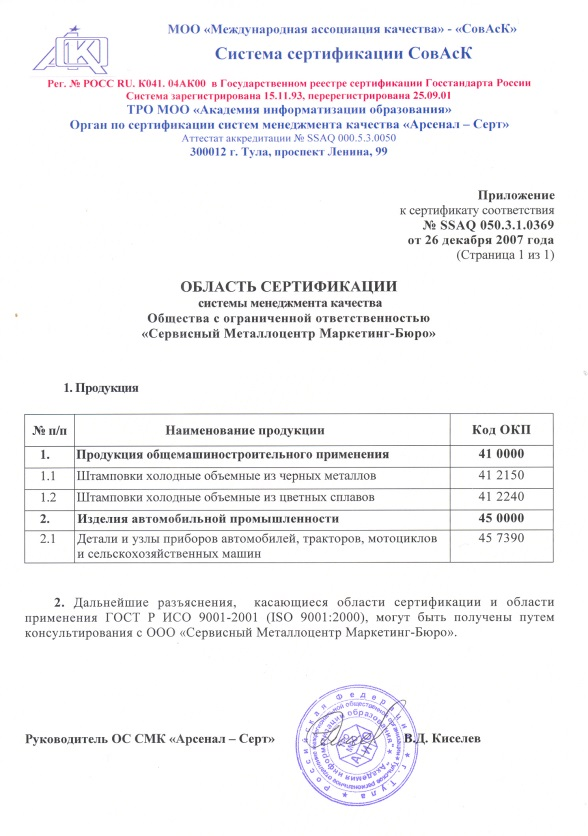 МОО «Международная ассоциация качества» - «СовАсК»
Система сертификации СовАсК
Рег. № РОСС RU. К041. 04АК00 в Государственном реестре сертификации Госстандарта России
Система зарегистрирована 15.11.93, перерегистрирована 25.09.01
ТРО МОО «Академия информатизации образования»
Орган по сертификации систем менеджмента качества «Арсенал – Серт»
Аттестат аккредитации № SSAQ 000.5.3.0050
300012 г. Тула, проспект Ленина, 99
Приложение
к сертификату соответствия
№ SSAQ 050.3.1.0369
от 26 декабря 2007 года
(Страница 1 из 1)
ОБЛАСТЬ СЕРТИФИКАЦИИ
системы менеджмента качества
Общества с ограниченной ответственностью
«Сервисный Металлоцентр Маркетинг-Бюро»
1. Продукция
№ п/п Наименование продукции Код ОКП
1. Продукция общемашиностроительного применения 41 0000
1.1 Штамповки холодные объемные из черных металлов 41 2150
1.2 Штамповки холодные объемные из цветных сплавов 41 2240
2. Изделия автомобильной промышленности 45 0000
2.1 Детали и узлы приборов автомобилей, тракторов, мотоциклов 45 7390
и сельскохозяйственных машин
2. Дальнейшие разъяснения, касающиеся области сертификации и области
применения ГОСТ Р ИСО 9001-2001 (ISO 9001:2000), могут быть получены путем
консультирования с ООО «Сервисный Металлоцентр Маркетинг-Бюро».
Руководитель ОС СМК «Арсенал – Серт» В.Д. Киселев
Российская Федерация * г. Тула *